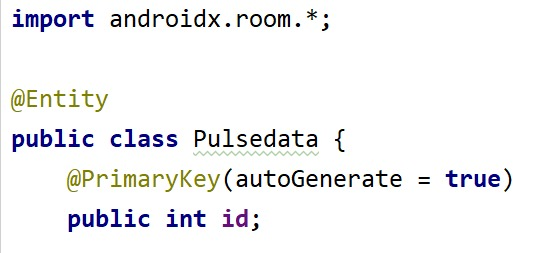 import androidx.room.*;
@Entity
public class Pulsedata {
@PrimaryKey(autoGenerate = true)
public int id;